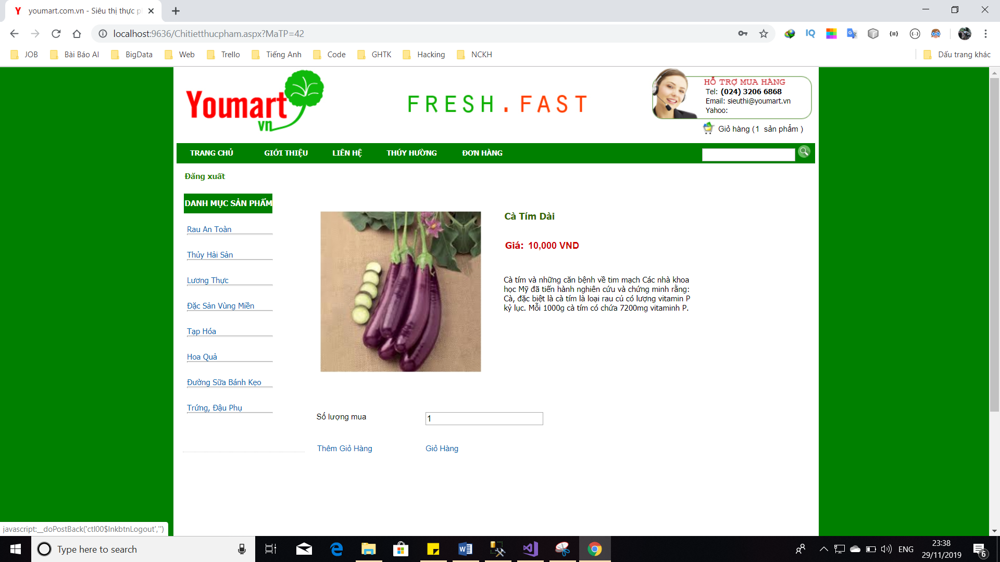 youmart.com.vn - Siêu thị thực p
localhost:9636/Chitietthucpham.aspx?MaTP=42
JOB Bài Báo AI BigData Web Trello Tiếng Anh Code GHTK Hacking NCKH Dấu trang khác
Youmart
vn
FRESH.FAST
HỖ TRỢ MUA HÀNG
Tel: (024) 3206 6868
Email: sieuthi@youmart.vn
Yahoo:
Giỏ hàng (1 sản phẩm )
TRANG CHỦ GIỚI THIỆU LIÊN HỆ THÚY HƯỜNG ĐƠN HÀNG
Đăng xuất
DANH MỤC SẢN PHẨM
Rau An Toàn
Thủy Hải Sản
Lương Thực
Đặc Sản Vùng Miền
Tạp Hóa
Hoa Quả
Đường Sữa Bánh Kẹo
Trứng, Đậu Phụ
Cà Tím Dài
Giá: 10,000 VND
Cà tím và những căn bệnh về tim mạch Các nhà khoa
học Mỹ đã tiến hành nghiên cứu và chứng minh rằng:
Cà, đặc biệt là cà tím là loại rau củ có lượng vitamin P
kỷ lục. Mỗi 1000g cà tím có chứa 7200mg vitaminh P.
Số lượng mua 1
Thêm Giỏ Hàng Giỏ Hàng
javascript:__doPostBack('ctl00$lnkbtnLogout','')
Type here to search
ENG
23:38
29/11/2019
6